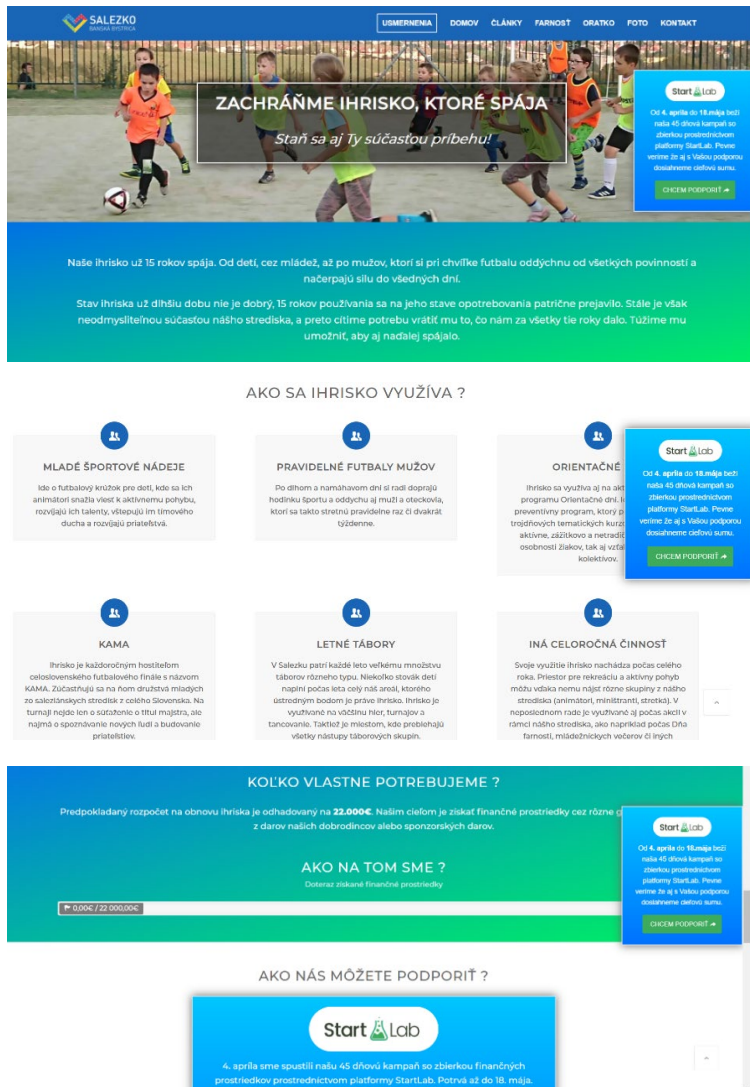 SALEZKO
BANSKÁ BYSTRICA
USMERNENIA DOMOV ČLÁNKY FARNOSŤ ORATKO FOTO KONTAKT
ZACHRÁŇME IHRISKO, KTORÉ SPÁJA
Staň sa aj Ty súčasťou príbehu!
Start Lab
Od 4. apríla do 18.mája beží
naša 45 dňová kampaň so
zbierkou prostredníctvom
platformy StartLab. Pevne
veríme že aj s Vašou podporou
dosiahneme cieľovú sumu.
CHCEM PODPORIŤ
Naše ihrisko už 15 rokov spája. Od detí, cez mládež, až po mužov, ktorí si pri chvíľke futbalu oddýchnu od všetkých povinností a
načerpajú silu do všedných dní.
Stav ihriska už dlhšiu dobu nie je dobrý, 15 rokov používania sa na jeho stave opotrebovania patrične prejavilo. Stále je však
neodmysliteľnou súčasťou nášho strediska, a preto cítime potrebu vrátiť mu to, čo nám za všetky tie roky dalo. Túžime mu
umožniť, aby aj naďalej spájalo.
AKO SA IHRISKO VYUŽÍVA ?
MLADÉ ŠPORTOVÉ NÁDEJE
Ide o futbalový krúžok pre deti, kde sa ich
animátori snažia viesť k aktívnemu pohybu,
rozvíjajú ich talenty, vštepujú im tímového
ducha a rozvíjajú priateľstvá.
PRAVIDELNÉ FUTBALY MUŽOV
Po dlhom a namáhavom dni si radi doprajú
hodinku športu a oddychu aj muži a oteckovia,
ktorí sa takto stretnú pravidelne raz či dvakrát
týždenne.
ORIENTAČNÉ
Ihrisko sa využíva aj na
programu Orientačné dni.
preventívny program, ktorý
trojdňových tematických
aktívne, zážitkovo a
osobnosti žiakov, tak aj
kolektívov.
Start Lab
Od 4. apríla do 18.mája beží
naša 45 dňová kampaň so
zbierkou prostredníctvom
platformy StartLab. Pevne
veríme že aj s Vašou podporou
dosiahneme cieľovú sumu.
CHCEM PODPORIŤ
KAMA
Ihrisko je každoročným hostiteľom
celoslovenského futbalového finále s názvom
KAMA. Zúčastňujú sa na ňom družstvá mladých
zo saleziánskych stredísk z celého Slovenska. Na
turnaji nejde len o súťaženie o titul majstra, ale
najmä o spoznávanie nových ľudí a budovanie
priateľstiev.
LETNÉ TÁBORY
V Salezku patrí každé leto veľkému množstvu
táborov rôzneho typu. Niekoľko stovák detí
naplní počas leta celý náš areál, ktorého
ústredným bodom je práve ihrisko. Ihrisko je
využívané na väčšinu hier, turnajov a
tancovanie. Taktiež je miestom, kde prebiehajú
všetky nástupy táborových skupín.
INÁ CELOROČNÁ ČINNOSŤ
Svoje využitie ihrisko nachádza počas celého
roka. Priestor pre rekreáciu a aktívny pohyb
môžu vďaka nemu nájsť rôzne skupiny z nášho
strediska (animátori, miništranti, stretká). V
neposlednom rade je využívané aj počas akcií v
rámci nášho strediska, ako napríklad počas Dňa
farnosti, mládežníckych večerov či iných
KOĽKO VLASTNE POTREBUJEME ?
Predpokladaný rozpočet na obnovu ihriska je odhadovaný na 22.000€. Našim cieľom je získať finančné prostriedky cez rôzne
z darov našich dobrodincov alebo sponzorských darov.
AKO NA TOM SME ?
Doteraz získané finančné prostriedky
0,00€ / 22 000,00€
Start Lab
Od 4. apríla do 18.mája beží
naša 45 dňová kampaň so
zbierkou prostredníctvom
platformy StartLab. Pevne
veríme že aj s Vašou podporou
dosiahneme cieľovú sumu.
CHCEM PODPORIŤ
AKO NÁS MÔŽETE PODPORIŤ ?
Start Lab
4. apríla sme spustili našu 45 dňovú kampaň so zbierkou finančných
prostriedkov prostredníctvom platformy StartLab. Potrvá až do 18. mája.